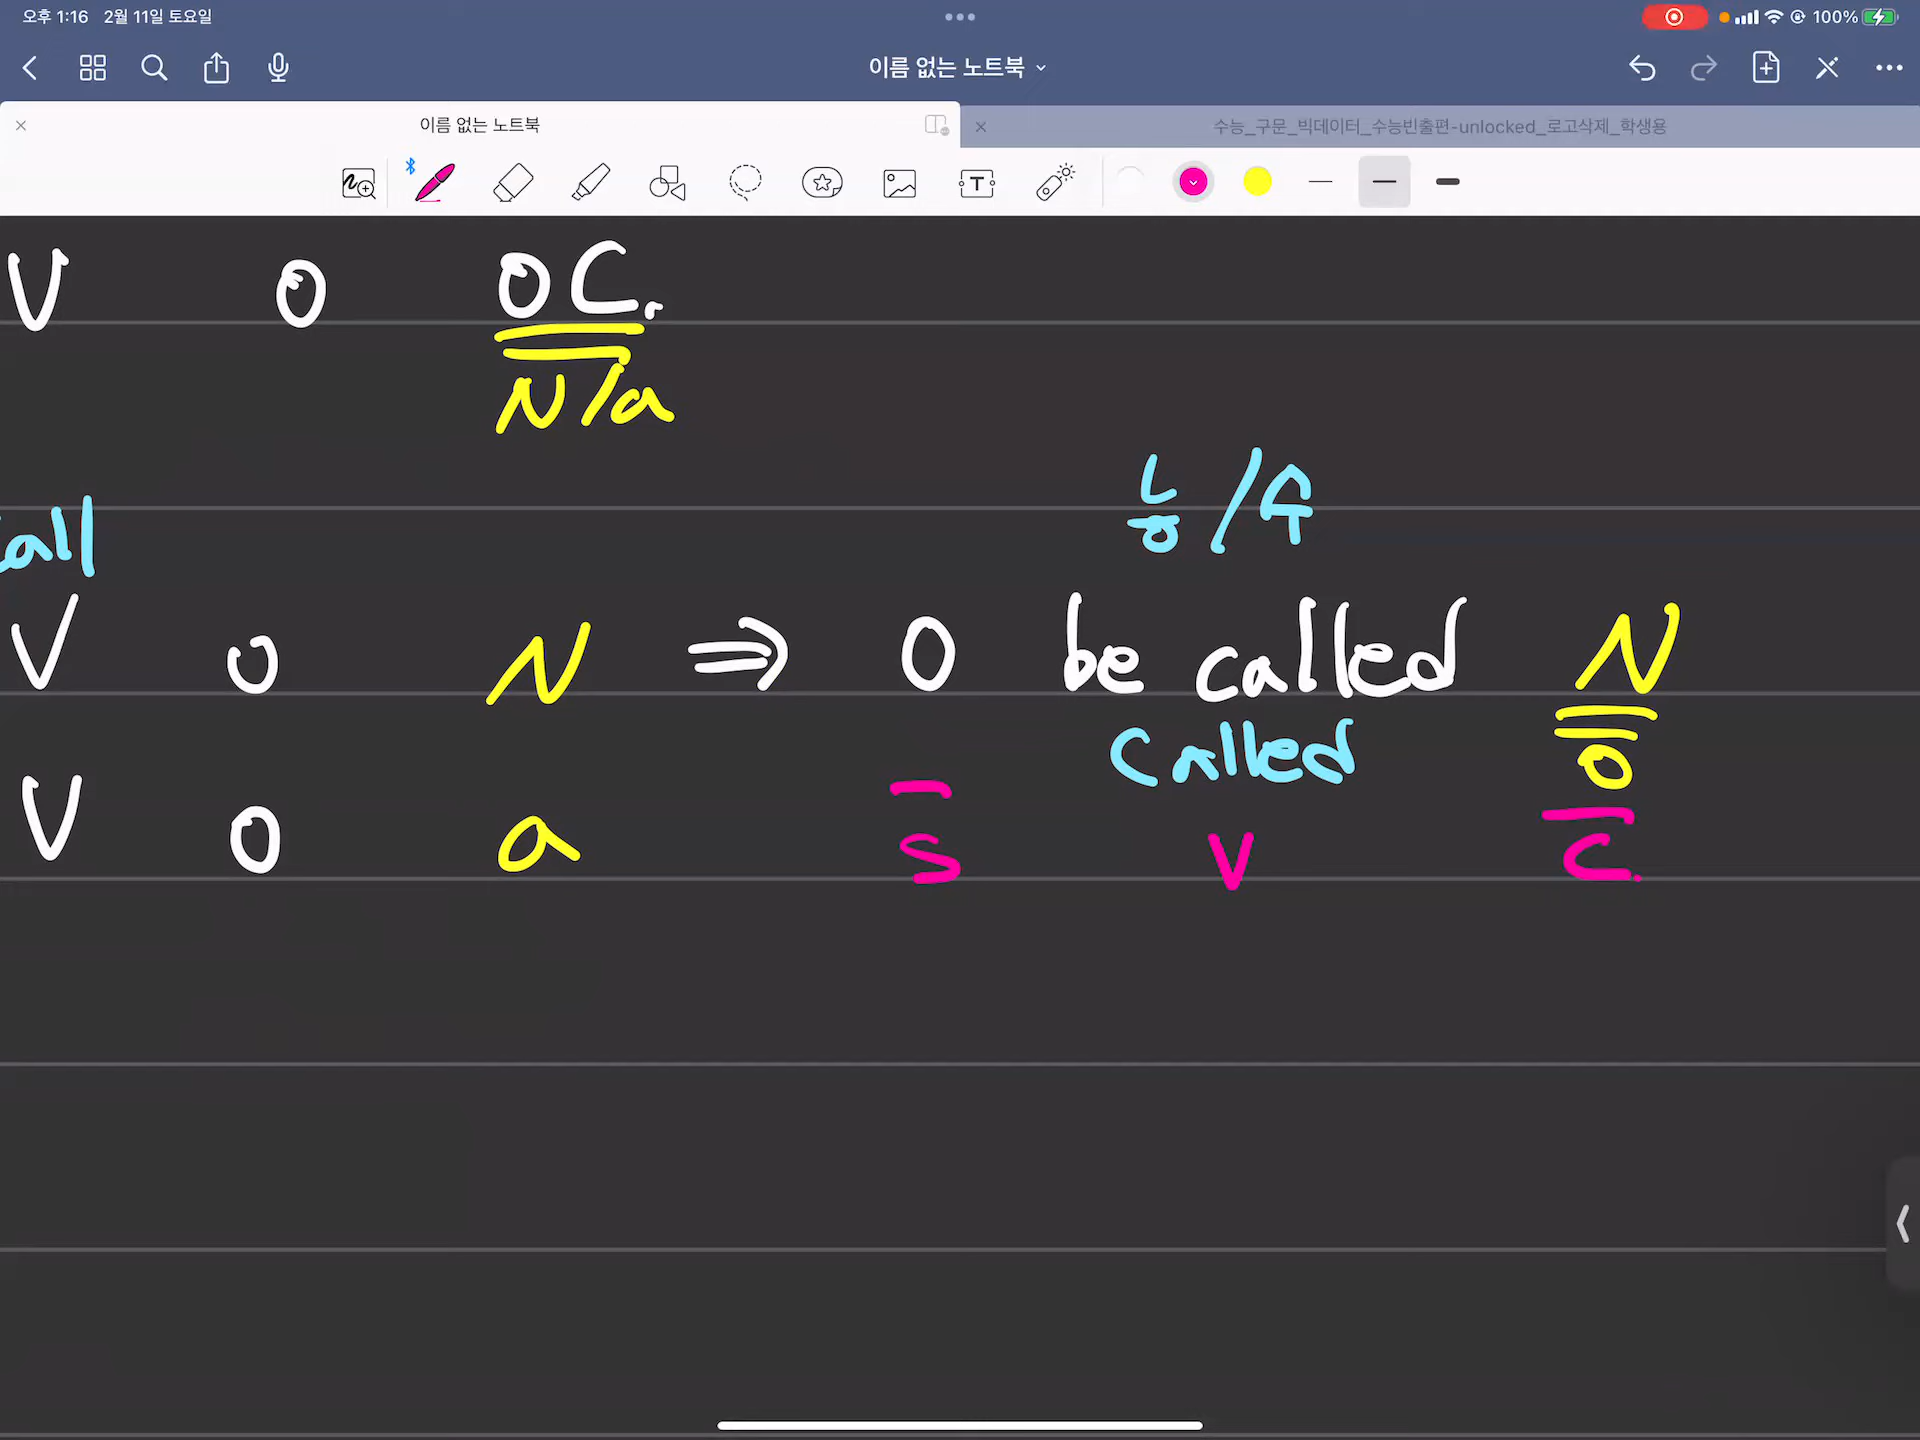 오후 1:16 2월 11일 토요일
100%
이름 없는 노트북
이름 없는 노트북
수능_구문_빅데이터_수능빈출편-unlocked_로고삭제_학생용
V O OC.
N/a
능/수
call
V O N ⇒ O be called N
called O
V O a S V C.